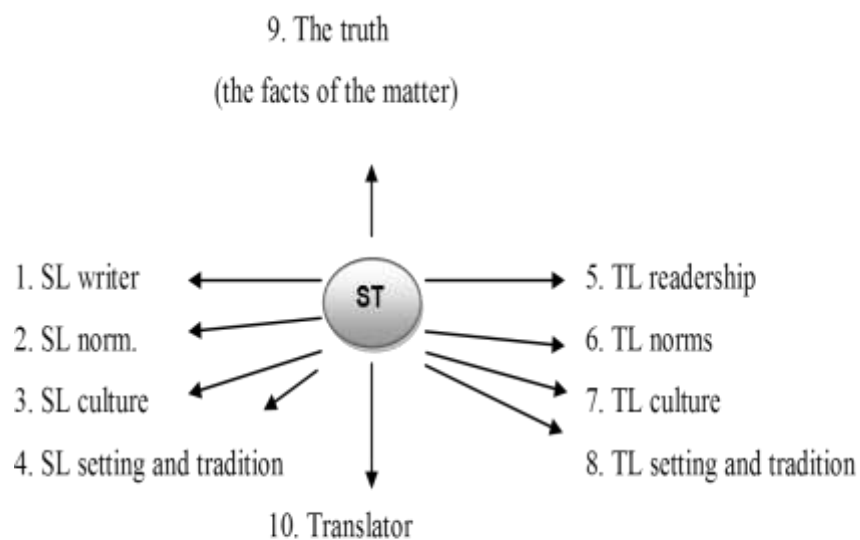 9. The truth
(the facts of the matter)
ST
1. SL writer
2. SL norm.
3. SL culture
4. SL setting and tradition
5. TL readership
6. TL norms
7. TL culture
8. TL setting and tradition
10. Translator